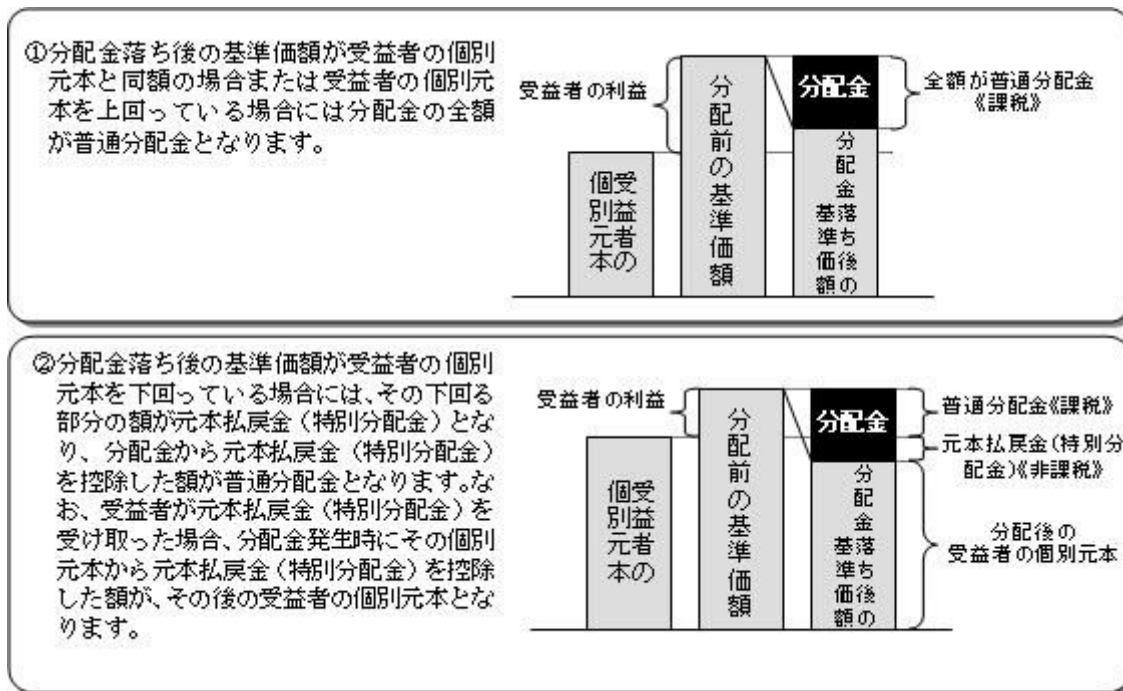 ①分配金落ち後の基準価額が受益者の個別
元本と同額の場合または受益者の個別元
本を上回っている場合には分配金の全額
が普通分配金となります。
受益者の利益
受益者の
個別元本
分配前の基準価額
分配金
分配金落ち後の
基準価額
全額が普通分配金
《課税》
②分配金落ち後の基準価額が受益者の個別
元本を下回っている場合には、その下回る
部分の額が元本払戻金（特別分配金）とな
り、分配金から元本払戻金（特別分配金）
を控除した額が普通分配金となります。な
お、受益者が元本払戻金（特別分配金）を
受け取った場合、分配金発生時にその個別
元本から元本払戻金（特別分配金）を控除
した額が、その後の受益者の個別元本とな
ります。
受益者の利益
受益者の
個別元本
分配前の基準価額
分配金
分配金落ち後の
基準価額
普通分配金《課税》
元本払戻金（特別分
配金）《非課税》
分配後の
受益者の個別元本